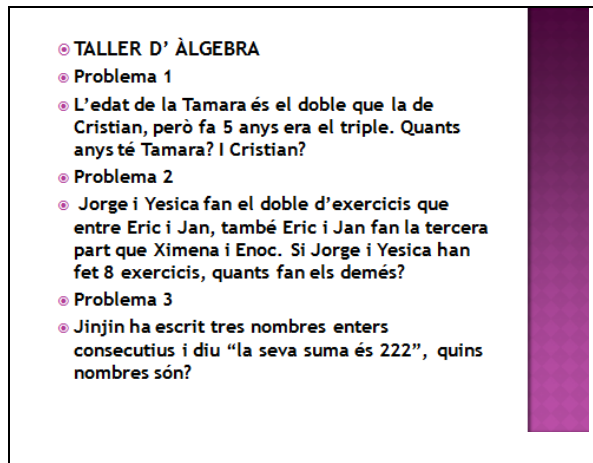 TALLER D’ ÀLGEBRA
Problema 1
L’edat de la Tamara és el doble que la de
Cristian, però fa 5 anys era el triple. Quants
anys té Tamara? I Cristian?
Problema 2
Jorge i Yesica fan el doble d’exercicis que
entre Eric i Jan, també Eric i Jan fan la tercera
part que Ximena i Enoc. Si Jorge i Yesica han
fet 8 exercicis, quants fan els demés?
Problema 3
Jinjin ha escrit tres nombres enters
consecutius i diu “la seva suma és 222”, quins
nombres són?